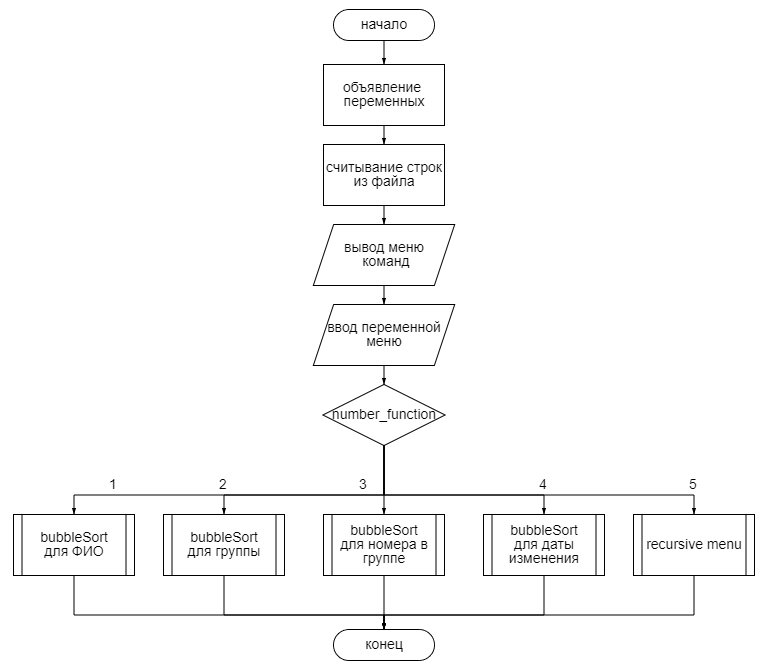 начало
объявление
переменных
считывание строк
из файла
вывод меню
команд
ввод переменной
меню
number_function
1
2
3
4
5
bubbleSort
для ФИО
bubbleSort
для группы
bubbleSort
для номера в
группе
bubbleSort
для даты
изменения
recursive menu
конец